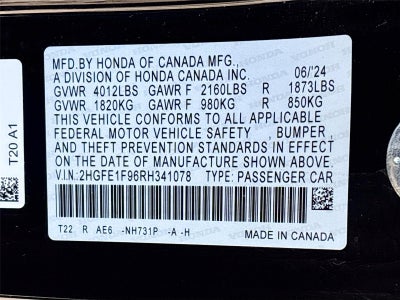 MFD.BY HONDA OF CANADA MFG.,
A DIVISION OF HONDA CANADA INC. 06/'24
GVWR 4012LBS GAWR F 2160LBS R 1873LBS
GVWR 1820KG GAWR F 980KG R 850KG
THIS VEHICLE CONFORMS TO ALL APPLICABLE
FEDERAL MOTOR VEHICLE SAFETY , BUMPER ,
AND THEFT PREVENTION STANDARDS IN EFFECT
ON THE DATE OF MANUFACTURE SHOWN ABOVE.
V.I.N.:2HGFE1F96RH341078 TYPE: PASSENGER CAR
T22 R AE6 -NH731P -A -H
MADE IN CANADA
T20 A1